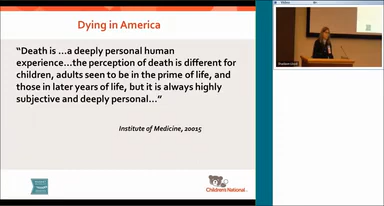 Dying in America
“Death is …a deeply personal human
experience…the perception of death is different for
children, adults seen to be in the prime of life, and
those in later years of life, but it is always highly
subjective and deeply personal…”
Institute of Medicine, 20015
Children's National